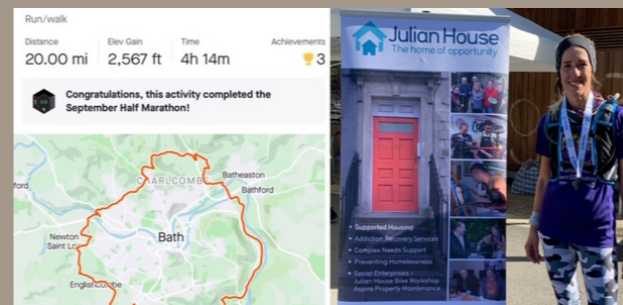 Run/walk
Distance
Elev Gain
Time
Achievements
20.00 mi
2,567 ft
4h 14m
3
Congratulations, this activity completed the
September Half Marathon!
CHARLCOMBE
Batheaston
Bathford
ford
Bath
Newton
Saint Lo
Englishcombe
Julian House
The home of opportunity
• Supported Housing
• Addiction Recovery Services
• Complex Needs Support
• Preventing Homelessness
• Social Enterprises -
Julian House Bike Workshop
Aspire Property Maintenance